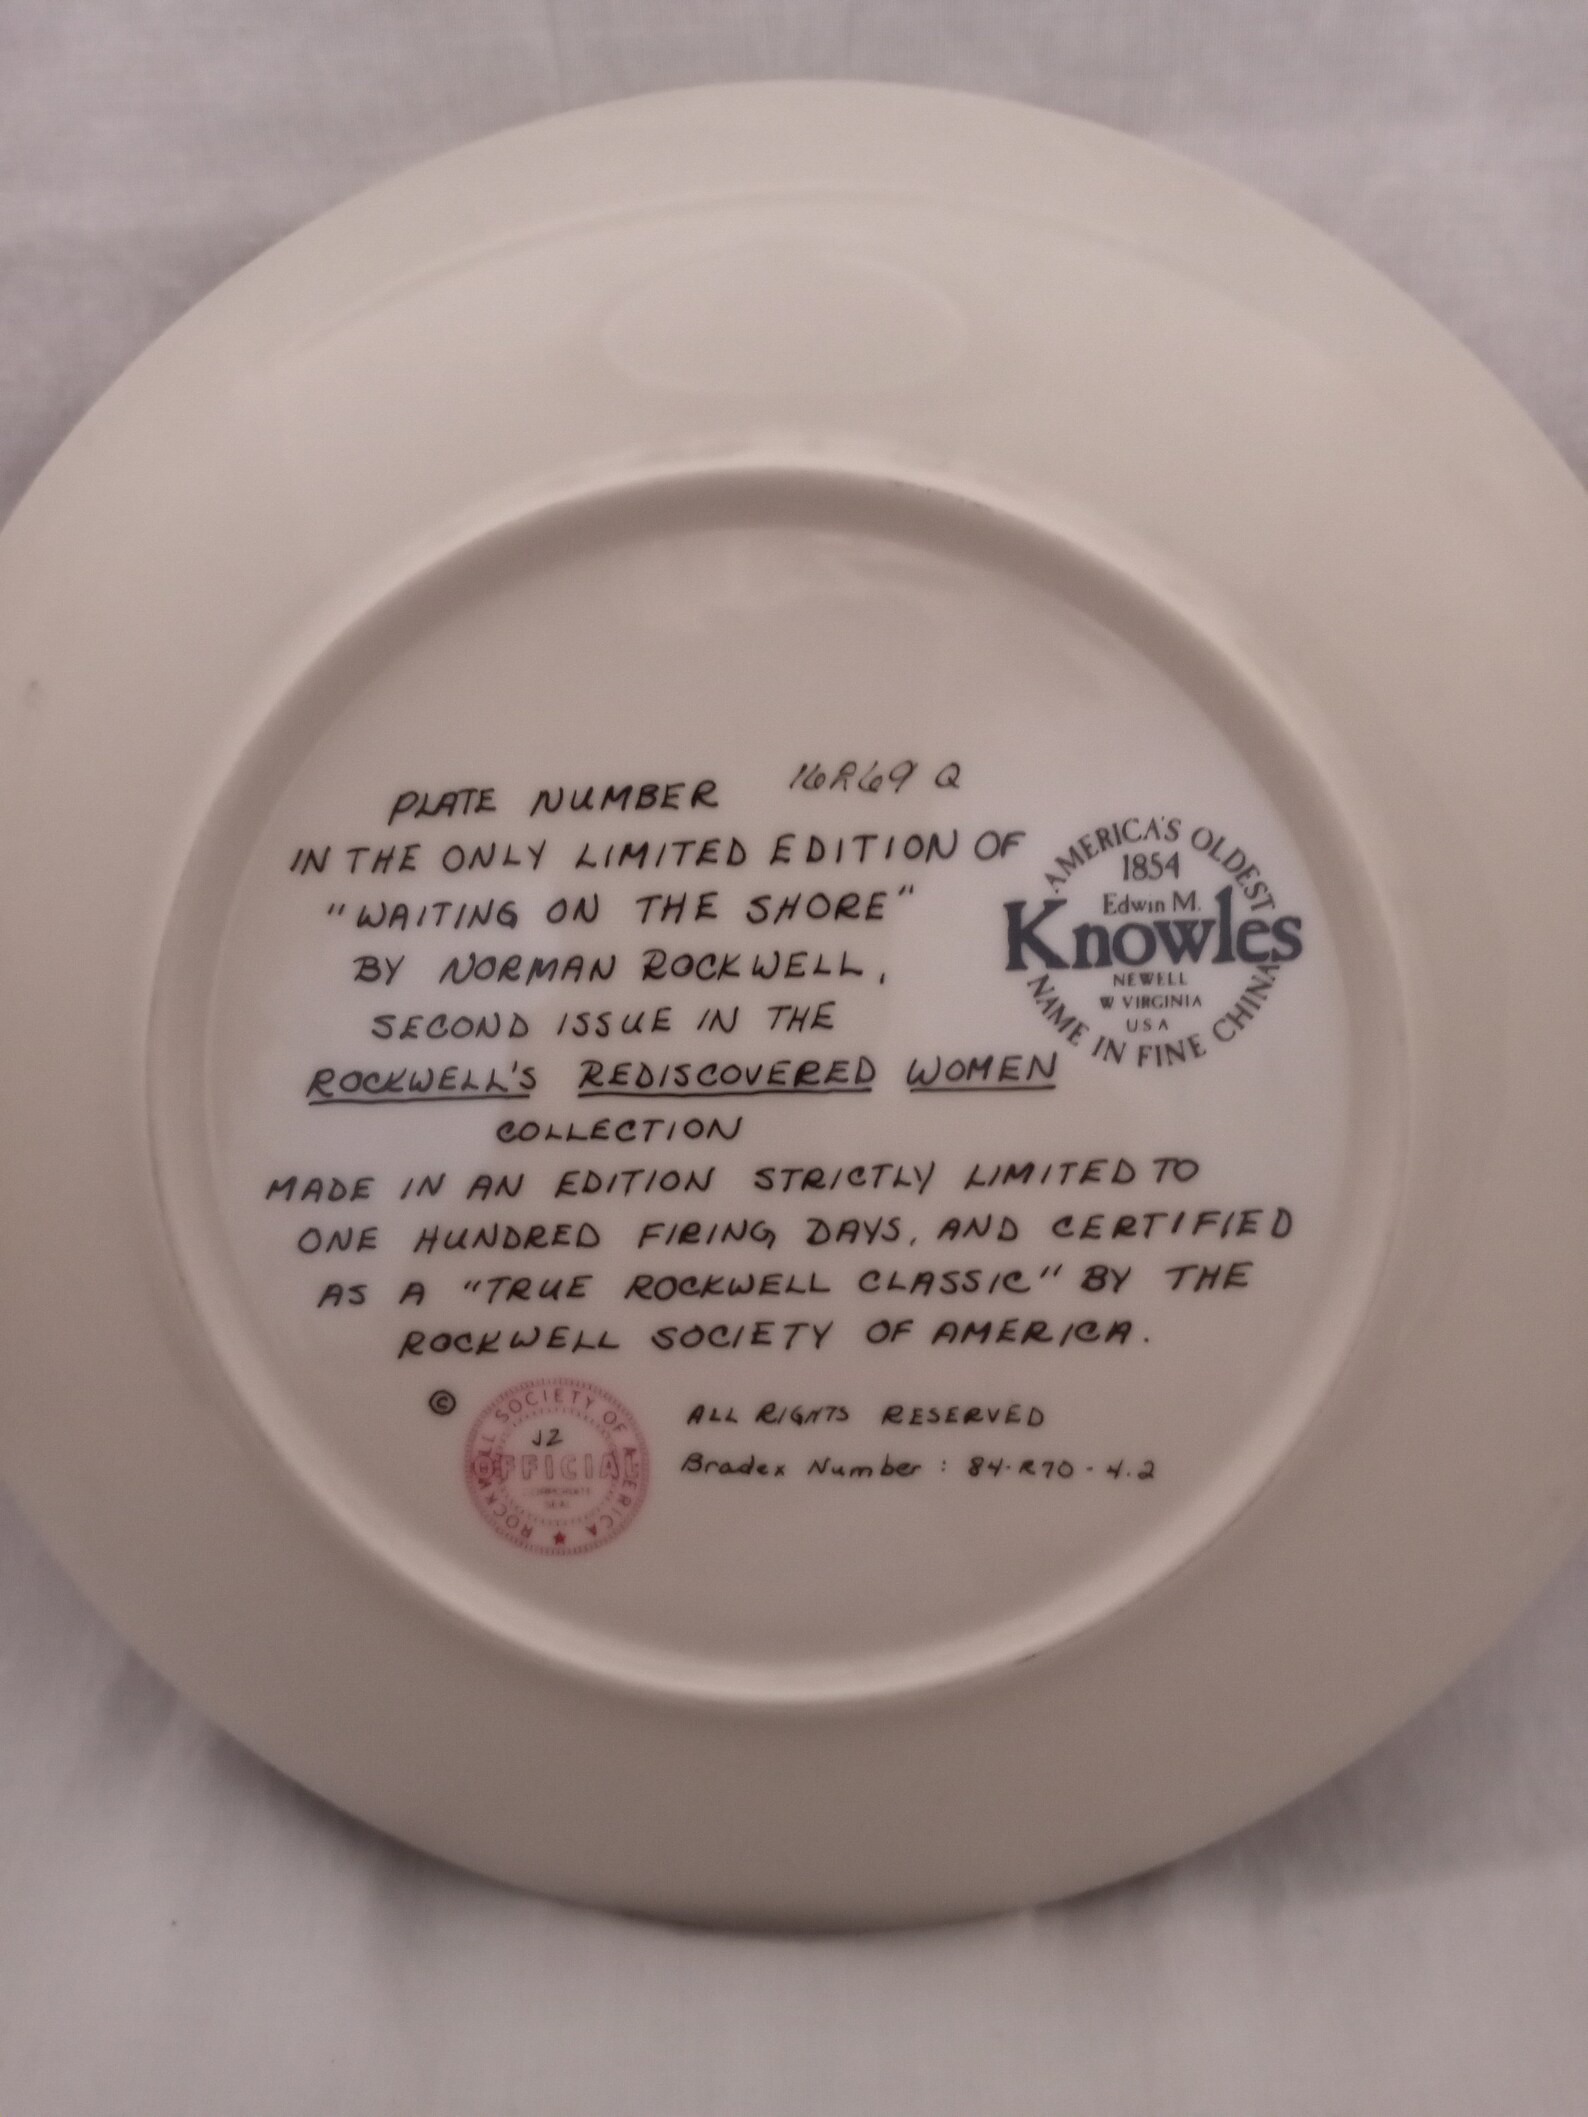 PLATE NUMBER 16R69 Q
IN THE ONLY LIMITED EDITION OF
"WAITING ON THE SHORE"
BY NORMAN ROCKWELL,
SECOND ISSUE IN THE
ROCKWELL'S REDISCOVERED WOMEN
COLLECTION
MADE IN AN EDITION STRICTLY LIMITED TO
ONE HUNDRED FIRING DAYS, AND CERTIFIED
AS A "TRUE ROCKWELL CLASSIC" BY THE
ROCKWELL SOCIETY OF AMERICA.
AMERICA'S OLDEST
1854
Edwin M.
Knowles
NEWELL
W VIRGINIA
USA
NAME IN FINE CHINA
©
ROCKWELL SOCIETY OF AMERICA
JZ
OFFICIAL
CORPORATE
SEAL
ALL RIGHTS RESERVED
Bradex Number : 84-R70-4.2